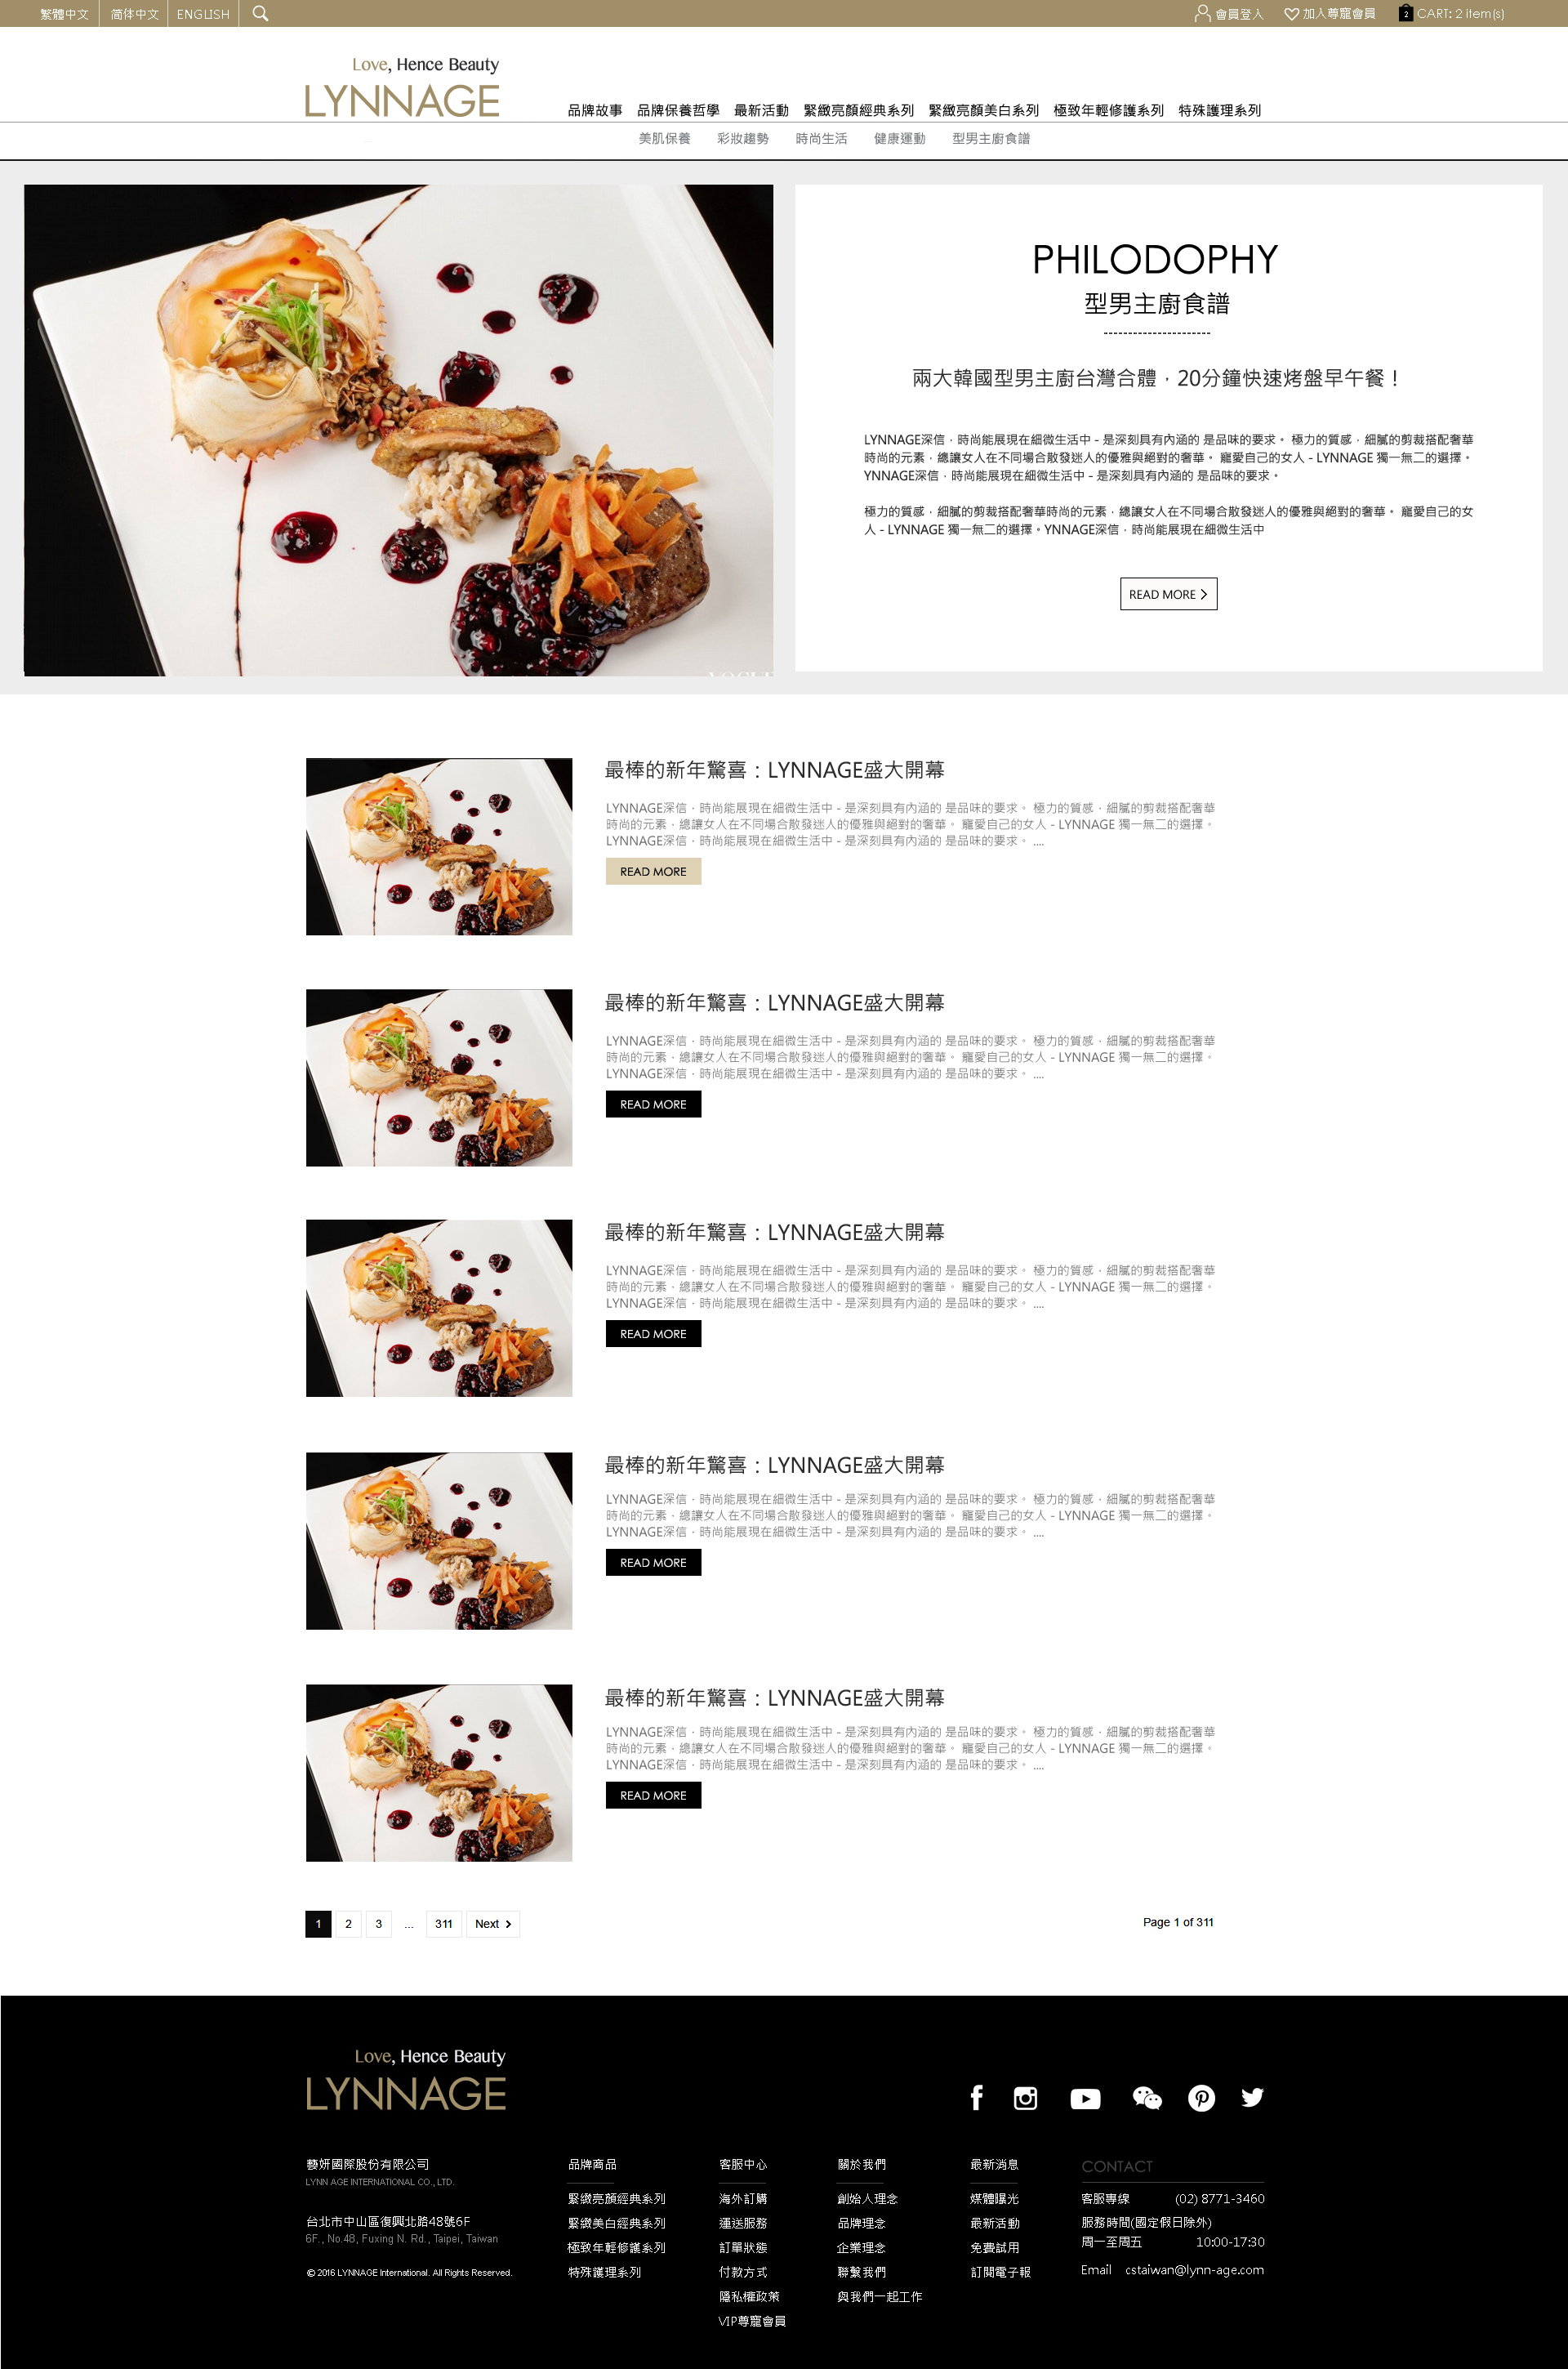 繁體中文 简体中文 ENGLISH
會員登入 加入尊寵會員 2 CART: 2 item(s)
Love, Hence Beauty
LYNNAGE
品牌故事 品牌保養哲學 最新活動 緊緻亮顏經典系列 緊緻亮顏美白系列 極致年輕修護系列 特殊護理系列
美肌保養 彩妝趨勢 時尚生活 健康運動 型男主廚食譜
PHILODOPHY
型男主廚食譜
----------------------
兩大韓國型男主廚台灣合體，20分鐘快速烤盤早午餐！
LYNNAGE深信，時尚能展現在細微生活中 - 是深刻具有內涵的 是品味的要求。 極力的質感，細膩的剪裁搭配奢華
時尚的元素，總讓女人在不同場合散發迷人的優雅與絕對的奢華。 寵愛自己的女人 - LYNNAGE 獨一無二的選擇。
YNNAGE深信，時尚能展現在細微生活中 - 是深刻具有內涵的 是品味的要求。
極力的質感，細膩的剪裁搭配奢華時尚的元素，總讓女人在不同場合散發迷人的優雅與絕對的奢華。 寵愛自己的女
人 - LYNNAGE 獨一無二的選擇。YNNAGE深信，時尚能展現在細微生活中
READ MORE >
最棒的新年驚喜：LYNNAGE盛大開幕
LYNNAGE深信，時尚能展現在細微生活中 - 是深刻具有內涵的 是品味的要求。 極力的質感，細膩的剪裁搭配奢華
時尚的元素，總讓女人在不同場合散發迷人的優雅與絕對的奢華。 寵愛自己的女人 - LYNNAGE 獨一無二的選擇。
LYNNAGE深信，時尚能展現在細微生活中 - 是深刻具有內涵的 是品味的要求。 ....
READ MORE
最棒的新年驚喜：LYNNAGE盛大開幕
LYNNAGE深信，時尚能展現在細微生活中 - 是深刻具有內涵的 是品味的要求。 極力的質感，細膩的剪裁搭配奢華
時尚的元素，總讓女人在不同場合散發迷人的優雅與絕對的奢華。 寵愛自己的女人 - LYNNAGE 獨一無二的選擇。
LYNNAGE深信，時尚能展現在細微生活中 - 是深刻具有內涵的 是品味的要求。 ....
READ MORE
最棒的新年驚喜：LYNNAGE盛大開幕
LYNNAGE深信，時尚能展現在細微生活中 - 是深刻具有內涵的 是品味的要求。 極力的質感，細膩的剪裁搭配奢華
時尚的元素，總讓女人在不同場合散發迷人的優雅與絕對的奢華。 寵愛自己的女人 - LYNNAGE 獨一無二的選擇。
LYNNAGE深信，時尚能展現在細微生活中 - 是深刻具有內涵的 是品味的要求。 ....
READ MORE
最棒的新年驚喜：LYNNAGE盛大開幕
LYNNAGE深信，時尚能展現在細微生活中 - 是深刻具有內涵的 是品味的要求。 極力的質感，細膩的剪裁搭配奢華
時尚的元素，總讓女人在不同場合散發迷人的優雅與絕對的奢華。 寵愛自己的女人 - LYNNAGE 獨一無二的選擇。
LYNNAGE深信，時尚能展現在細微生活中 - 是深刻具有內涵的 是品味的要求。 ....
READ MORE
最棒的新年驚喜：LYNNAGE盛大開幕
LYNNAGE深信，時尚能展現在細微生活中 - 是深刻具有內涵的 是品味的要求。 極力的質感，細膩的剪裁搭配奢華
時尚的元素，總讓女人在不同場合散發迷人的優雅與絕對的奢華。 寵愛自己的女人 - LYNNAGE 獨一無二的選擇。
LYNNAGE深信，時尚能展現在細微生活中 - 是深刻具有內涵的 是品味的要求。 ....
READ MORE
1 2 3 ... 311 Next >
Page 1 of 311
Love, Hence Beauty
LYNNAGE
藝妍國際股份有限公司
LYNN AGE INTERNATIONAL CO., LTD.
台北市中山區復興北路48號6F
6F., No.48, Fuxing N. Rd., Taipei, Taiwan
© 2016 LYNNAGE International. All Rights Reserved.
品牌商品
緊緻亮顏經典系列
緊緻美白經典系列
極致年輕修護系列
特殊護理系列
客服中心
海外訂購
運送服務
訂單狀態
付款方式
隱私權政策
VIP尊寵會員
關於我們
創始人理念
品牌理念
企業理念
聯繫我們
與我們一起工作
最新消息
媒體曝光
最新活動
免費試用
訂閱電子報
CONTACT
客服專線 (02) 8771-3460
服務時間(國定假日除外)
周一至周五 10:00-17:30
Email cstaiwan@lynn-age.com